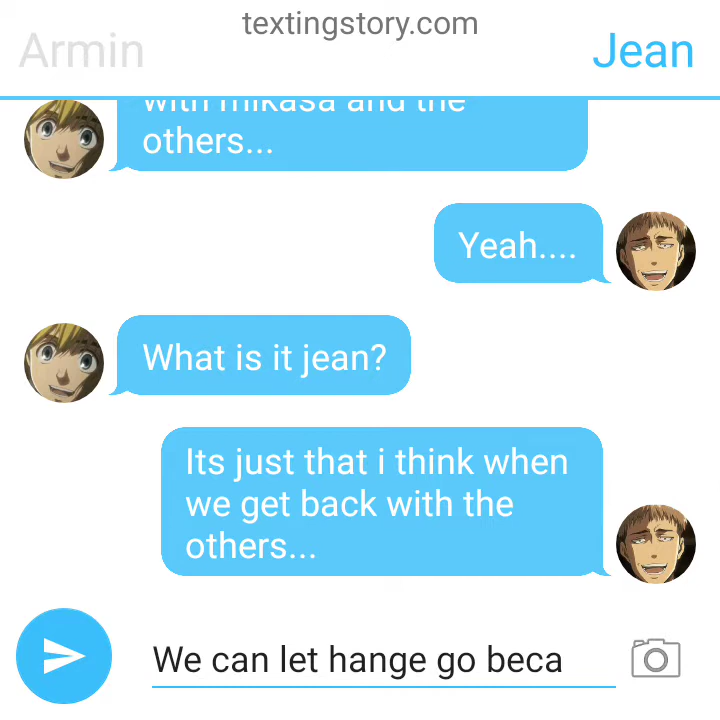 textingstory.com
Armin
Jean
with mikasa and the
others...
Yeah....
What is it jean?
Its just that i think when
we get back with the
others...
We can let hange go beca